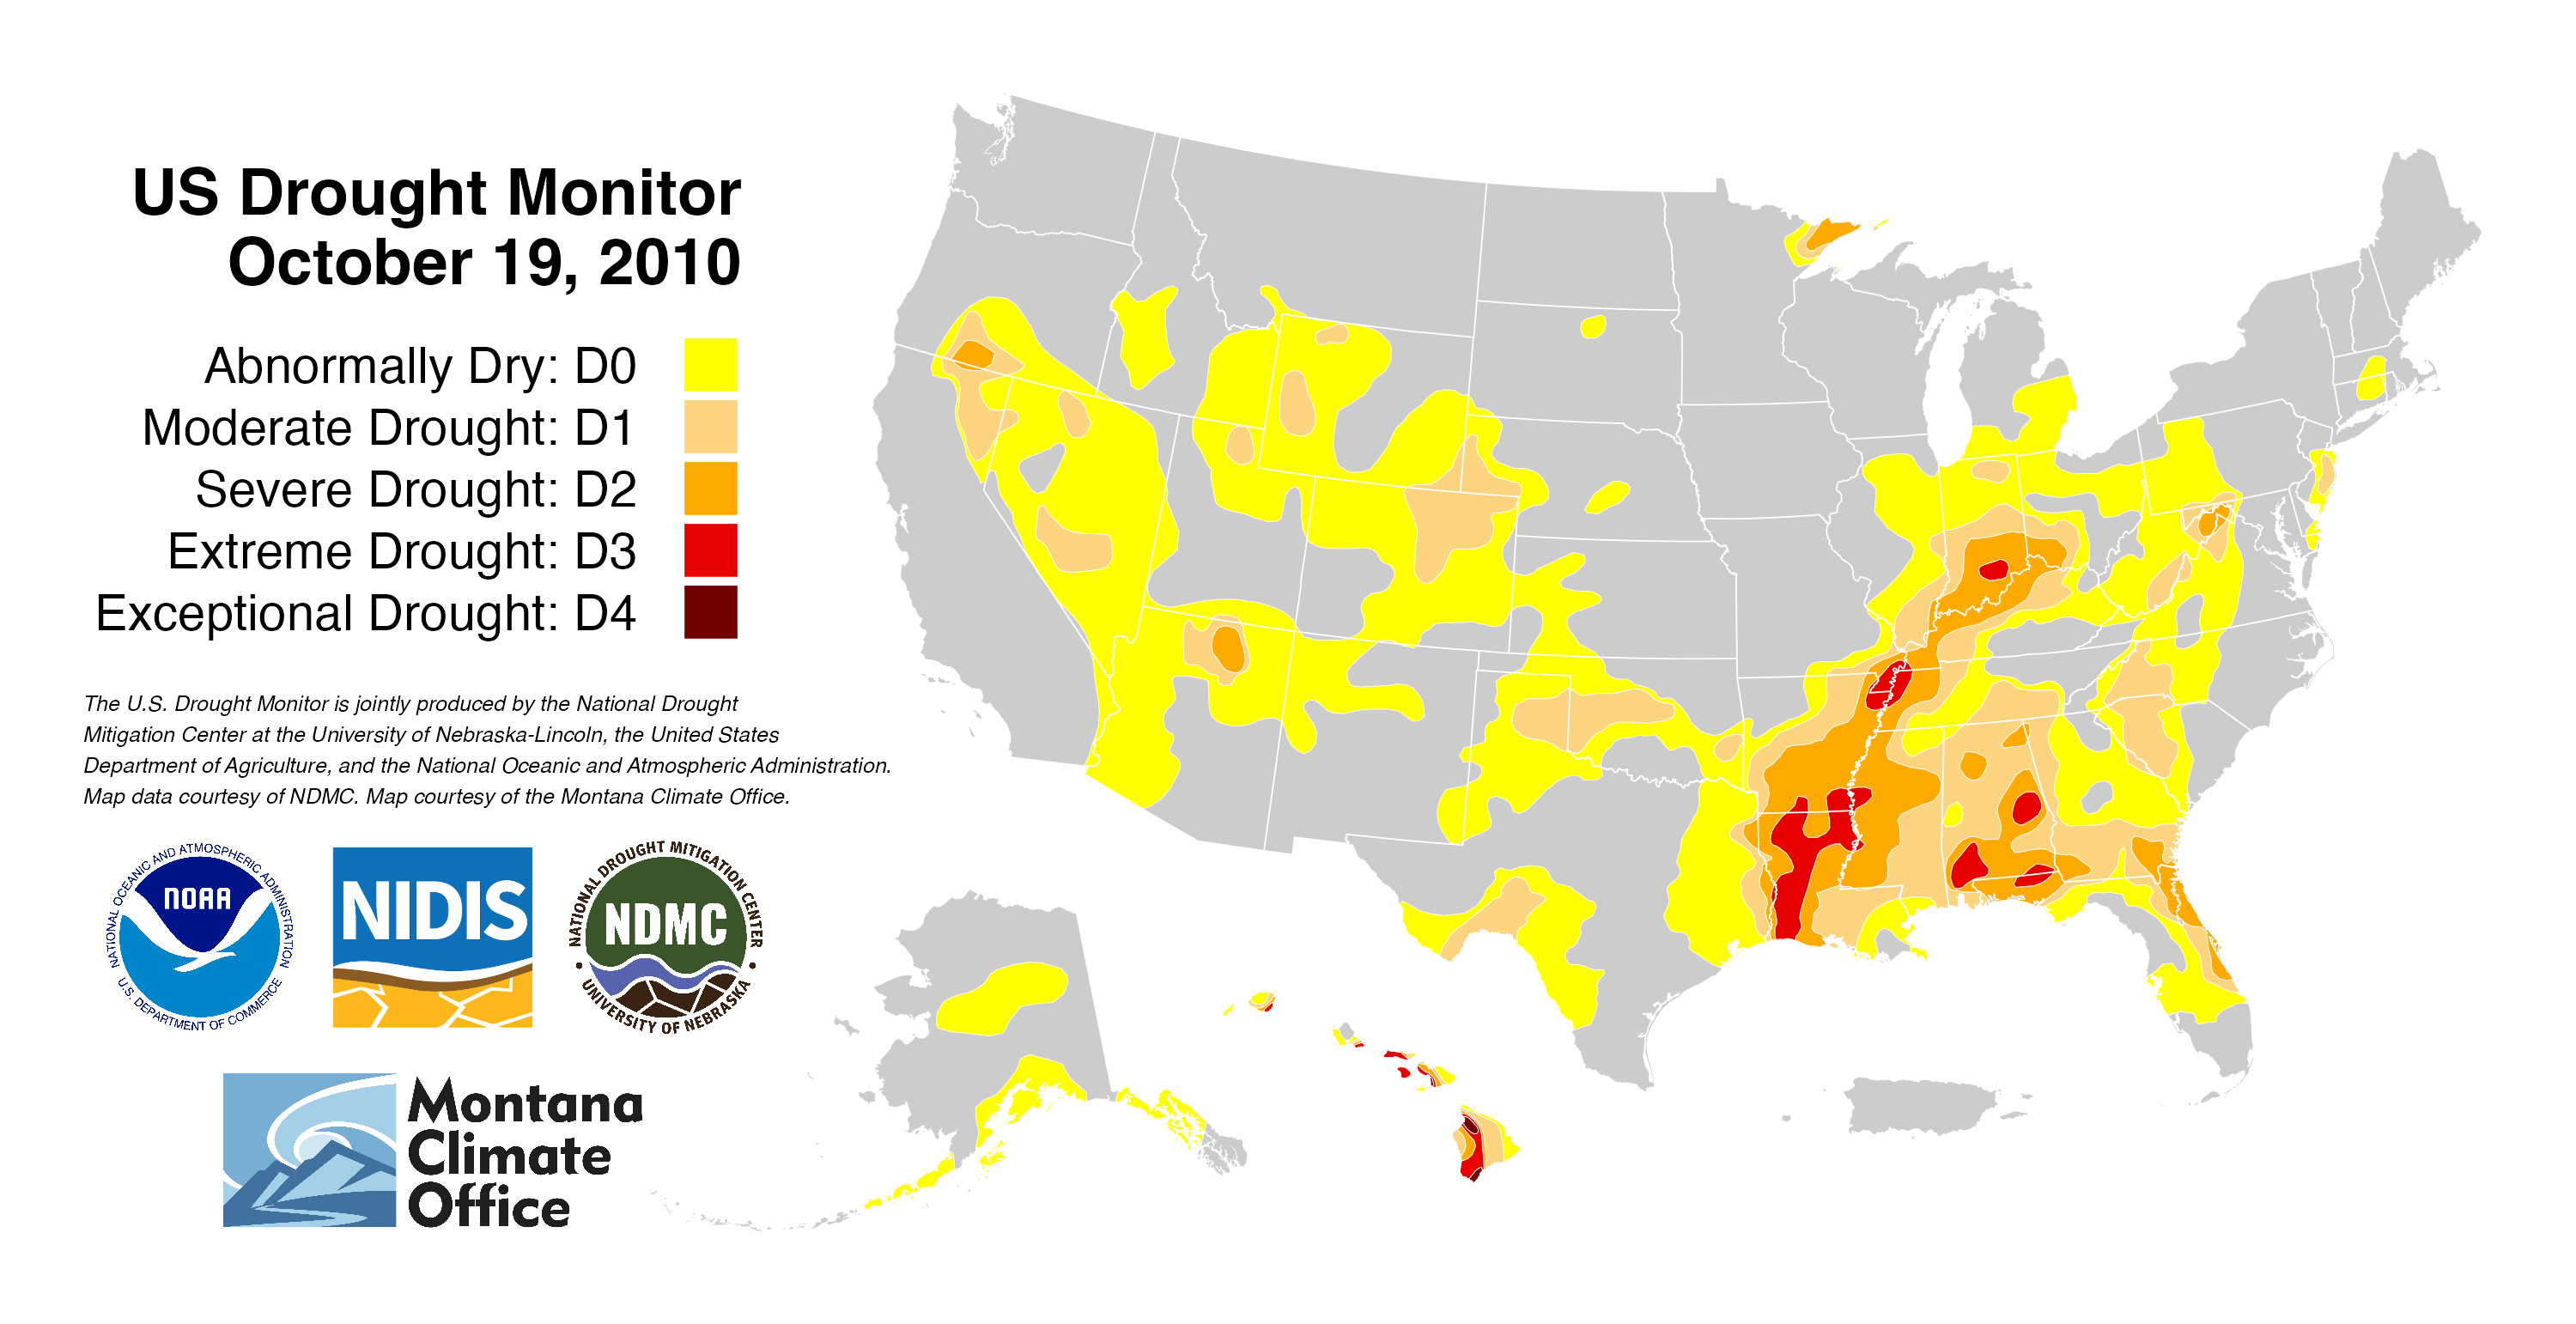 US Drought Monitor
October 19, 2010
Abnormally Dry: D0
Moderate Drought: D1
Severe Drought: D2
Extreme Drought: D3
Exceptional Drought: D4
The U.S. Drought Monitor is jointly produced by the National Drought
Mitigation Center at the University of Nebraska-Lincoln, the United States
Department of Agriculture, and the National Oceanic and Atmospheric Administration.
Map data courtesy of NDMC. Map courtesy of the Montana Climate Office.
NATIONAL OCEANIC AND ATMOSPHERIC ADMINISTRATION
NOAA
U.S. DEPARTMENT OF COMMERCE
NIDIS
NATIONAL DROUGHT MITIGATION CENTER
NDMC
UNIVERSITY OF NEBRASKA
Montana
Climate
Office